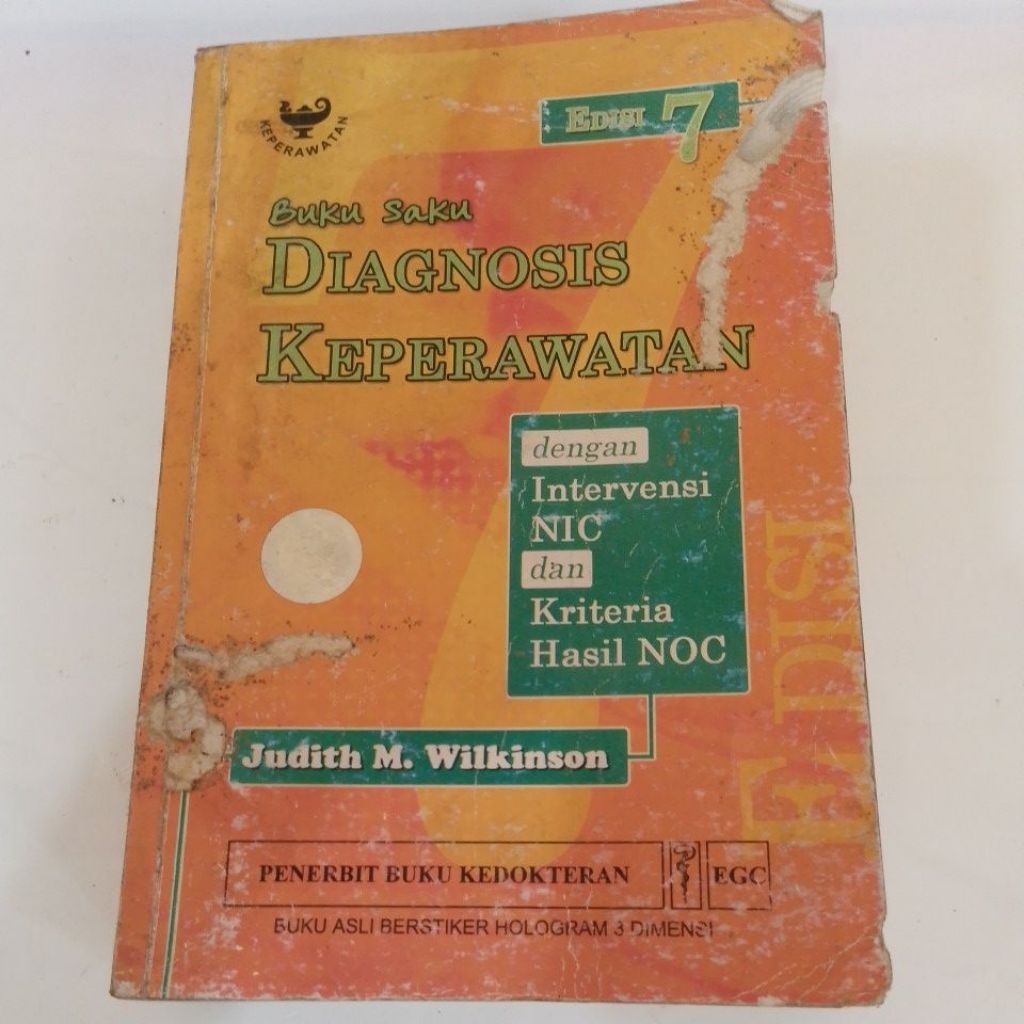 KEPERAWATAN
EDISI 7
Buku Saku
DIAGNOSIS
KEPERAWATAN
dengan
Intervensi
NIC
dan
Kriteria
Hasil NOC
EDISI
Judith M. Wilkinson
PENERBIT BUKU KEDOKTERAN EGC
BUKU ASLI BERSTIKER HOLOGRAM 3 DIMENSI